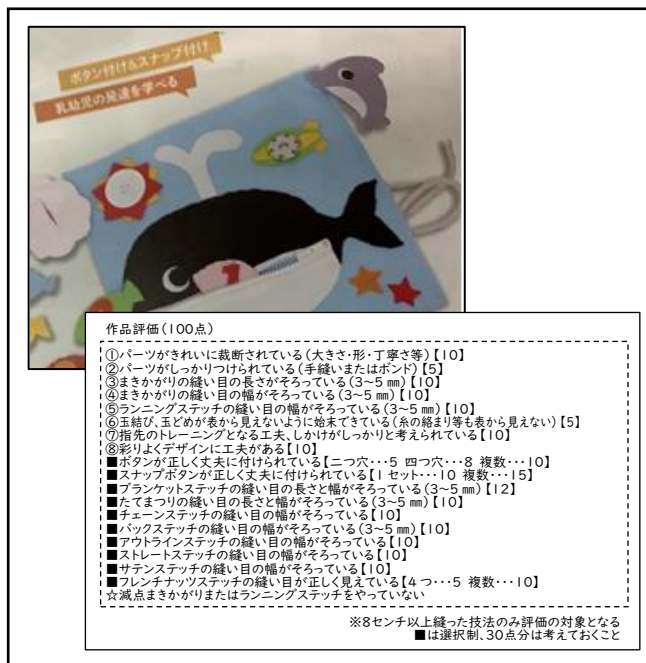 ボタン付け&スナップ付け
乳幼児の発達を学べる
1
作品評価(100点)
①パーツがきれいに裁断されている(大きさ・形・丁寧さ等)【10】
②パーツがしっかりつけられている(手縫いまたはボンド)【5】
③まきかがりの縫い目の長さがそろっている(3~5㎜)【10】
④まきかがりの縫い目の幅がそろっている(3~5㎜)【10】
⑤ランニングステッチの縫い目の幅がそろっている(3~5㎜)【10】
⑥玉結び、玉どめが表から見えないように始末できている(糸の絡まり等も表から見えない)【5】
⑦指先のトレーニングとなる工夫、しかけがしっかりと考えられている【10】
⑧彩りよくデザインに工夫がある【10】
■ボタンが正しく丈夫に付けられている【二つ穴・・・5 四つ穴・・・8 複数・・・10】
■スナップボタンが正しく丈夫に付けられている【1セット・・・10 複数・・・15】
■ブランケットステッチの縫い目の長さと幅がそろっている(3~5㎜)【12】
■たてまつりの縫い目の長さと幅がそろっている(3~5㎜)【10】
■チェーンステッチの縫い目の幅がそろっている【10】
■バックステッチの縫い目の幅がそろっている(3~5㎜)【10】
■アウトラインステッチの縫い目の幅がそろっている【10】
■ストレートステッチの縫い目の幅がそろっている【10】
■サテンステッチの縫い目の幅がそろっている【10】
■フレンチナッツステッチの縫い目が正しく見えている【4つ・・・5 複数・・・10】
☆減点まきかがりまたはランニングステッチをやっていない
※8センチ以上縫った技法のみ評価の対象となる
■は選択制、30点分は考えておくこと